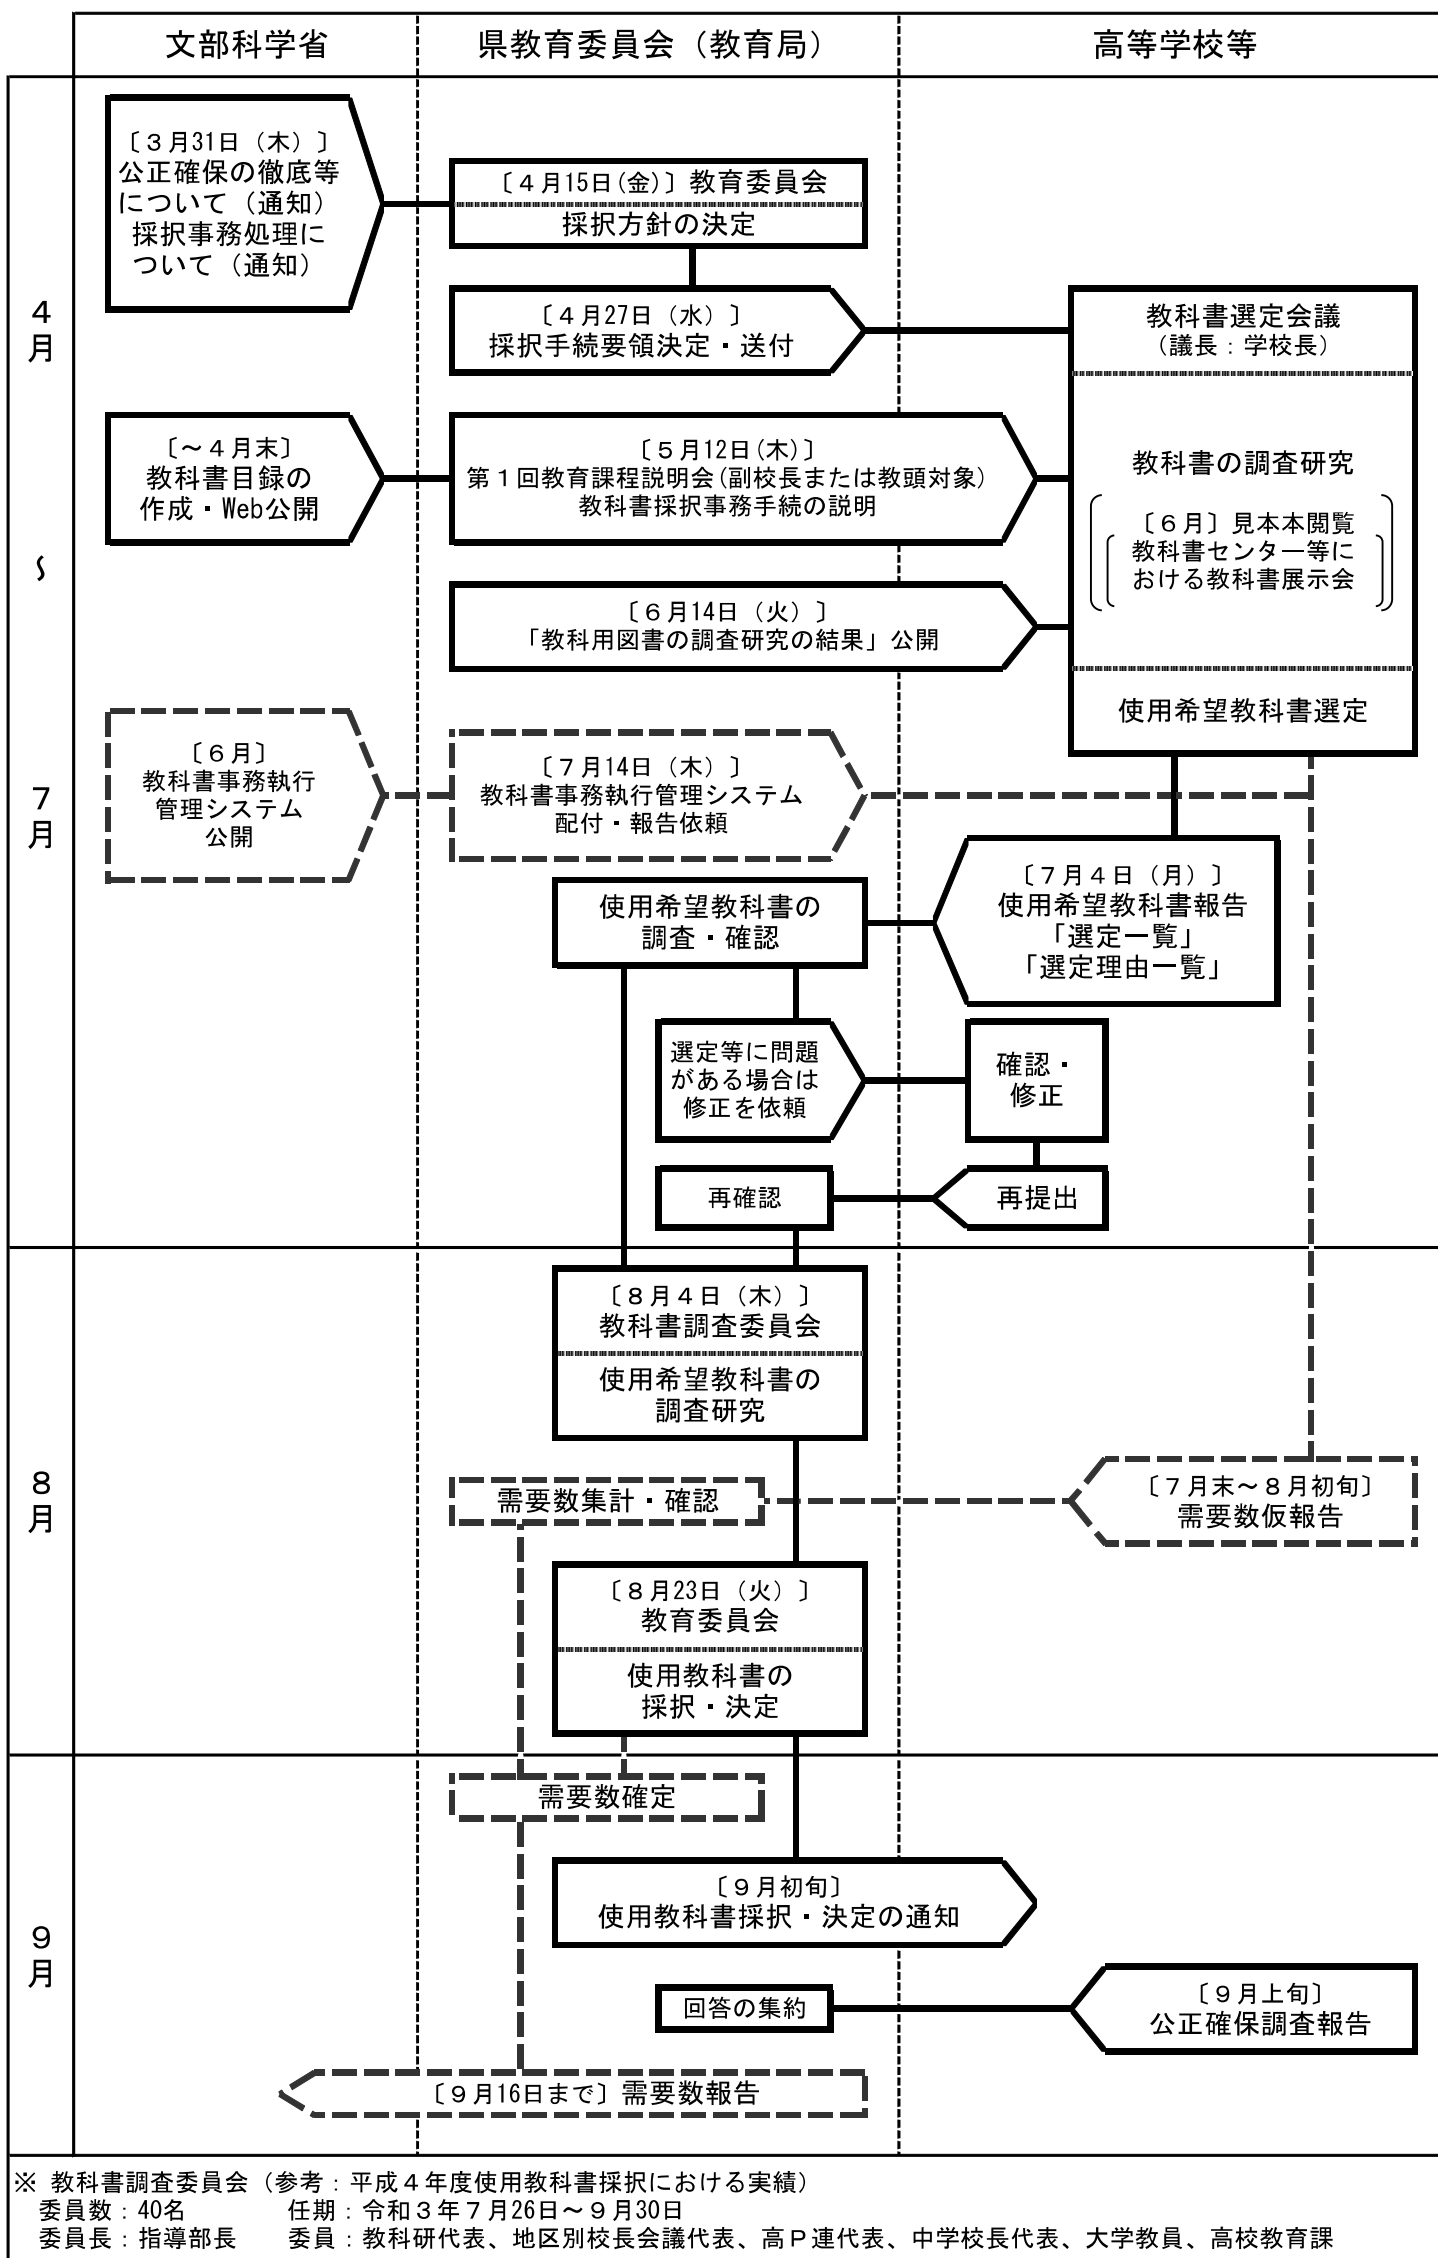 文部科学省
県教育委員会（教育局）
高等学校等
４月
～
７月
〔３月31日（木）〕
公正確保の徹底等
について（通知）
採択事務処理に
ついて（通知）
〔４月15日(金)〕教育委員会
採択方針の決定
〔４月27日（水）〕
採択手続要領決定・送付
教科書選定会議
（議長：学校長）
〔～４月末〕
教科書目録の
作成・Web公開
〔５月12日(木)〕
第１回教育課程説明会(副校長または教頭対象)
教科書採択事務手続の説明
教科書の調査研究
〔６月〕見本本閲覧
教科書センター等に
おける教科書展示会
〔６月14日（火）〕
「教科用図書の調査研究の結果」公開
使用希望教科書選定
〔６月〕
教科書事務執行
管理システム
公開
〔７月14日（木）〕
教科書事務執行管理システム
配付・報告依頼
〔７月４日（月）〕
使用希望教科書報告
「選定一覧」
「選定理由一覧」
使用希望教科書の
調査・確認
選定等に問題
がある場合は
修正を依頼
確認・
修正
再提出
再確認
８月
〔８月４日（木）〕
教科書調査委員会
使用希望教科書の
調査研究
〔７月末～８月初旬〕
需要数仮報告
需要数集計・確認
〔８月23日（火）〕
教育委員会
使用教科書の
採択・決定
９月
需要数確定
〔９月初旬〕
使用教科書採択・決定の通知
〔９月上旬〕
公正確保調査報告
回答の集約
〔９月16日まで〕需要数報告
※ 教科書調査委員会（参考：平成４年度使用教科書採択における実績）
委員数：40名　任期：令和３年７月26日～９月30日
委員長：指導部長　委員：教科研代表、地区別校長会議代表、高Ｐ連代表、中学校長代表、大学教員、高校教育課